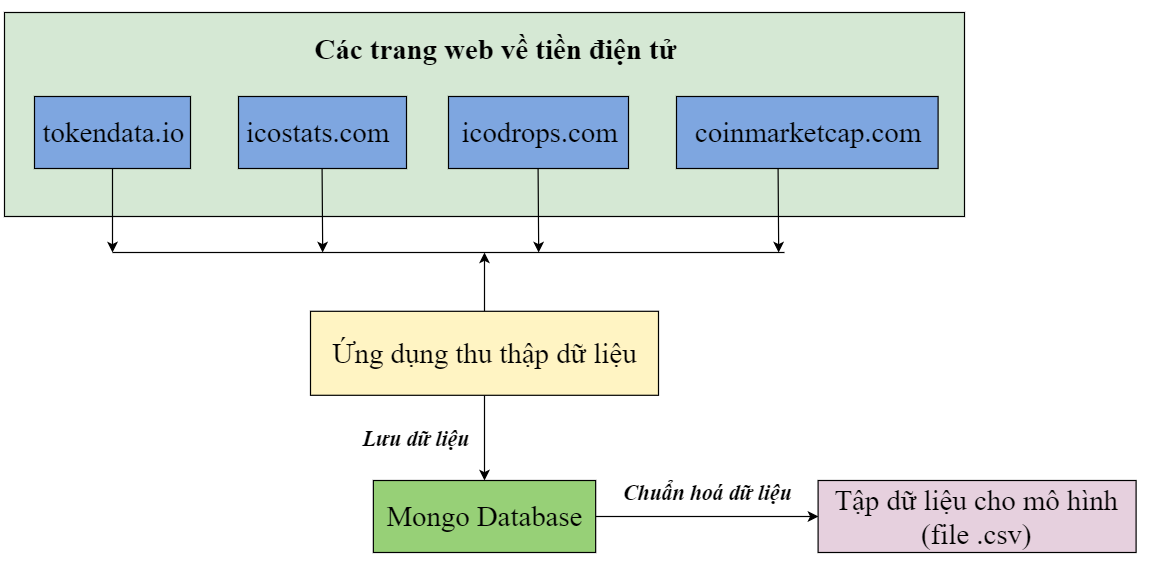 Các trang web về tiền điện tử
tokendata.io
icostats.com
icodrops.com
coinmarketcap.com
Ứng dụng thu thập dữ liệu
Lưu dữ liệu
Mongo Database
Chuẩn hoá dữ liệu
Tập dữ liệu cho mô hình
(file .csv)